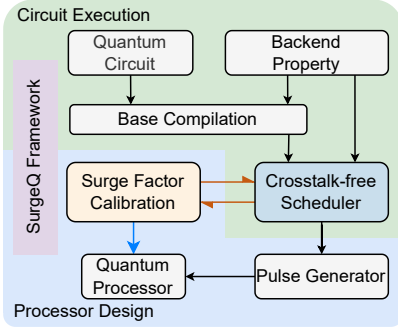 Circuit Execution
Quantum
Circuit
Backend
Property
Base Compilation
SurgeQ Framework
Surge Factor
Calibration
Crosstalk-free
Scheduler
Quantum
Processor
Pulse Generator
Processor Design